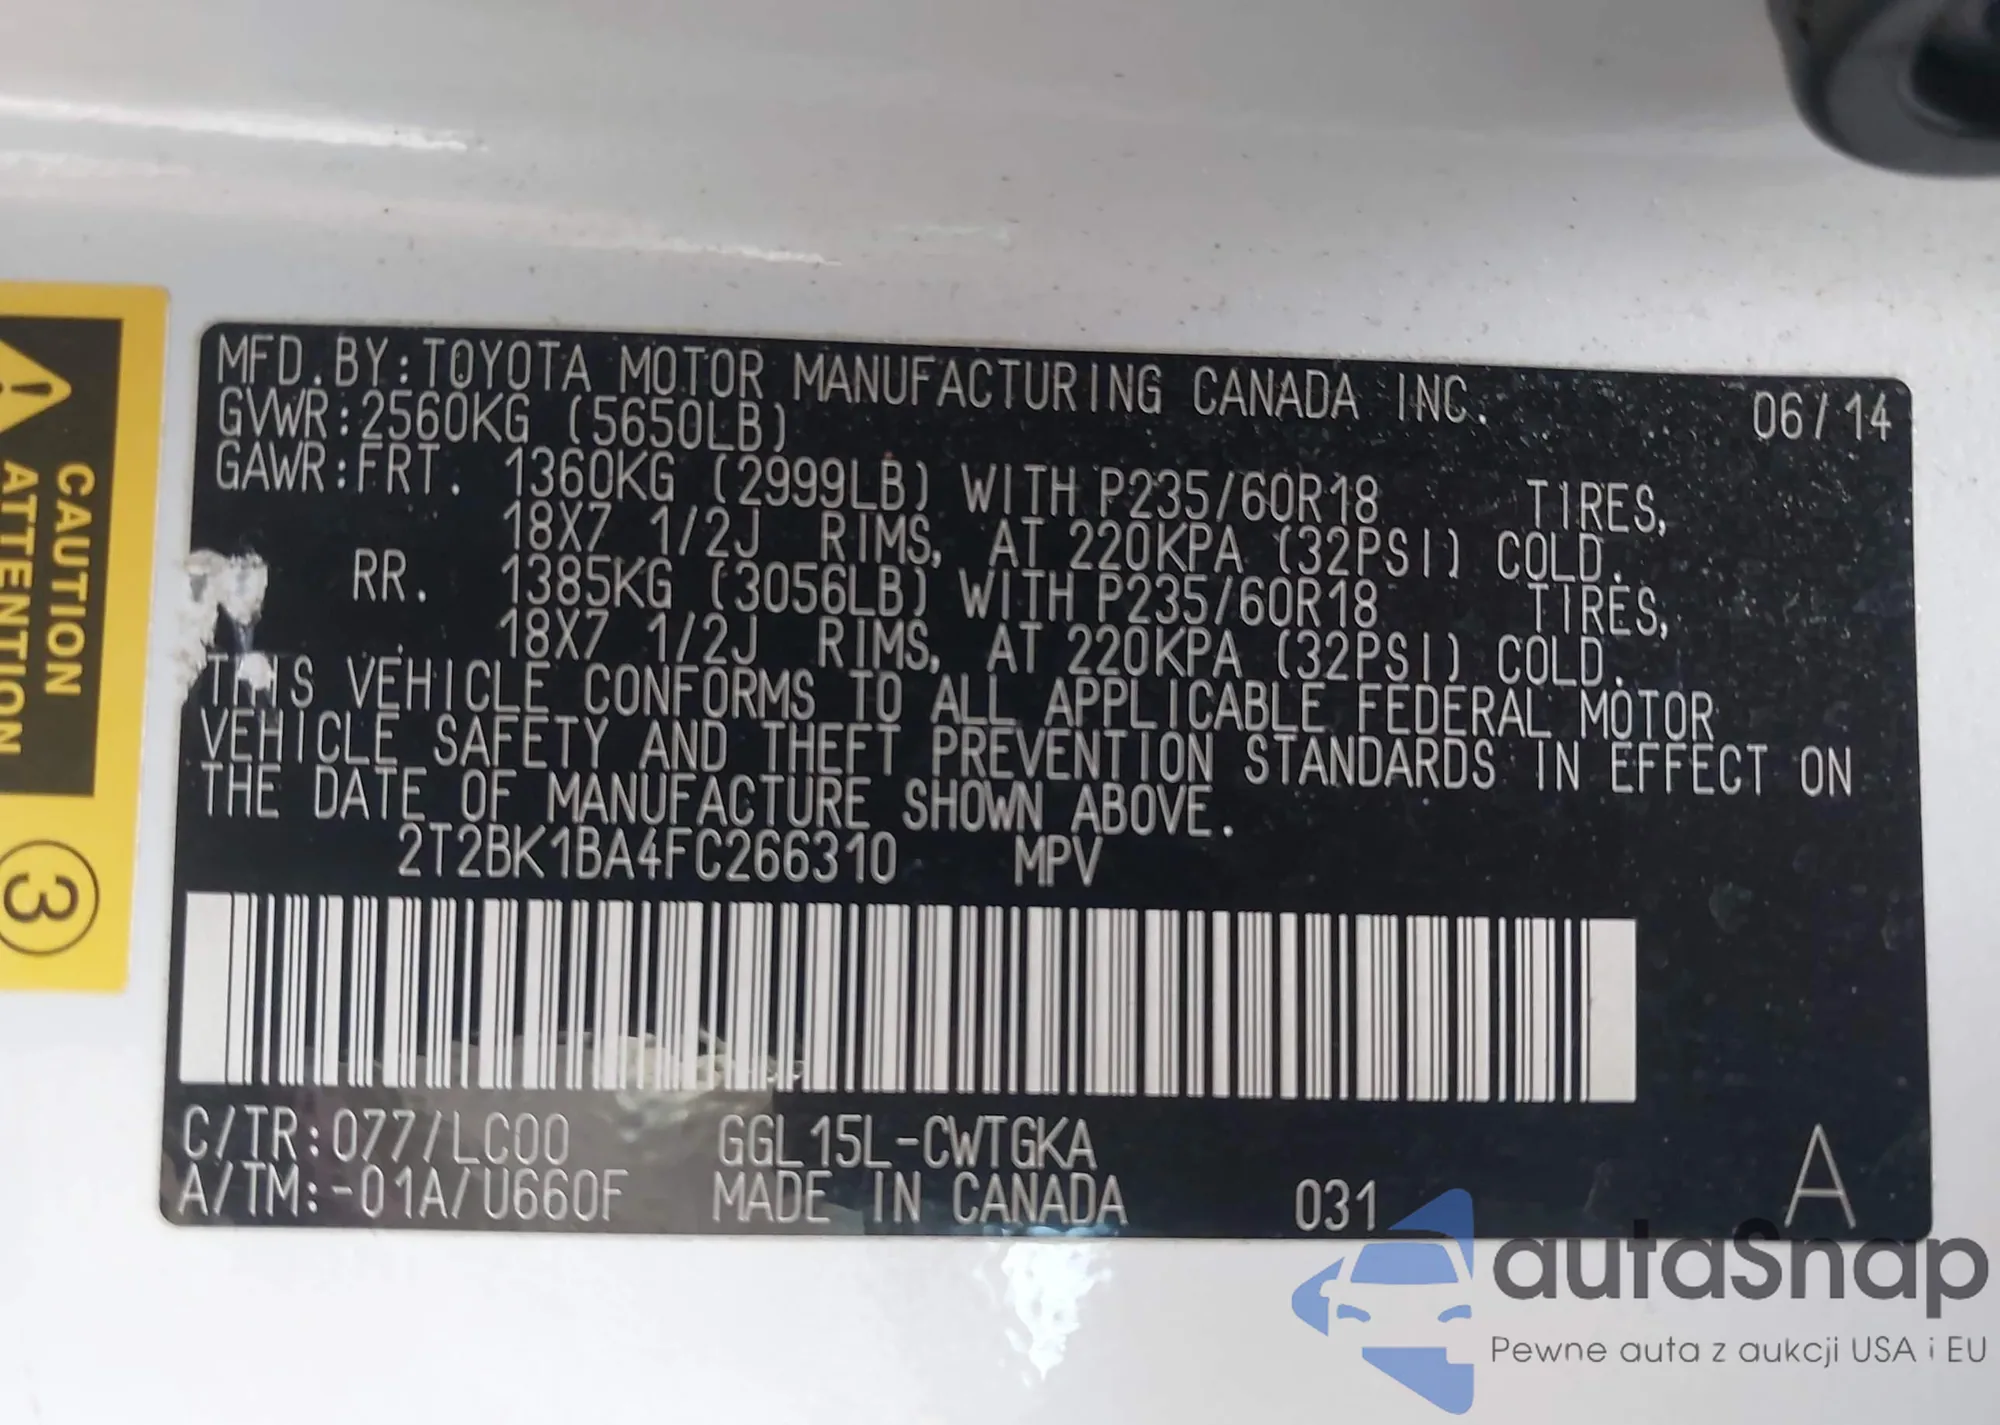 MFD.BY:TOYOTA MOTOR MANUFACTURING CANADA INC. 06/14
GVWR:2560KG (5650LB)
GAWR:FRT. 1360KG (2999LB) WITH P235/60R18 TIRES,
18X7 1/2J RIMS, AT 220KPA (32PSI) COLD.
RR. 1385KG (3056LB) WITH P235/60R18 TIRES,
18X7 1/2J RIMS, AT 220KPA (32PSI) COLD.
THIS VEHICLE CONFORMS TO ALL APPLICABLE FEDERAL MOTOR
VEHICLE SAFETY AND THEFT PREVENTION STANDARDS IN EFFECT ON
THE DATE OF MANUFACTURE SHOWN ABOVE.
2T2BK1BA4FC266310 MPV
C/TR:077/LC00 GGL15L-CWTGKA
A/TM:-01A/U660F MADE IN CANADA 031 A
CAUTION
ATTENTION
3
autaSnap
Pewne auta z aukcji USA i EU